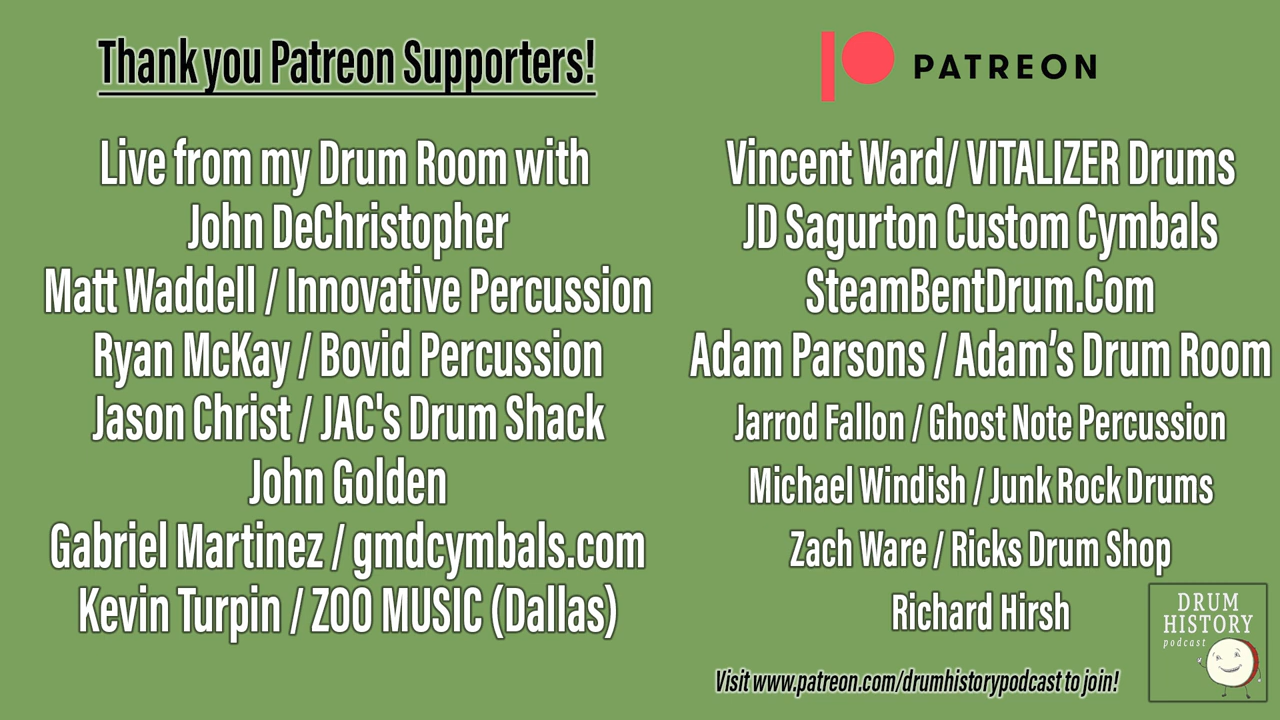 Thank you Patreon Supporters!
Live from my Drum Room with
John DeChristopher
Matt Waddell / Innovative Percussion
Ryan McKay / Bovid Percussion
Jason Christ / JAC's Drum Shack
John Golden
Gabriel Martinez / gmdcymbals.com
Kevin Turpin / ZOO MUSIC (Dallas)
PATREON
Vincent Ward/ VITALIZER Drums
JD Sagurton Custom Cymbals
SteamBentDrum.Com
Adam Parsons / Adam’s Drum Room
Jarrod Fallon / Ghost Note Percussion
Michael Windish / Junk Rock Drums
Zach Ware / Ricks Drum Shop
Richard Hirsh
Visit www.patreon.com/drumhistorypodcast to join!
DRUM
HISTORY
podcast